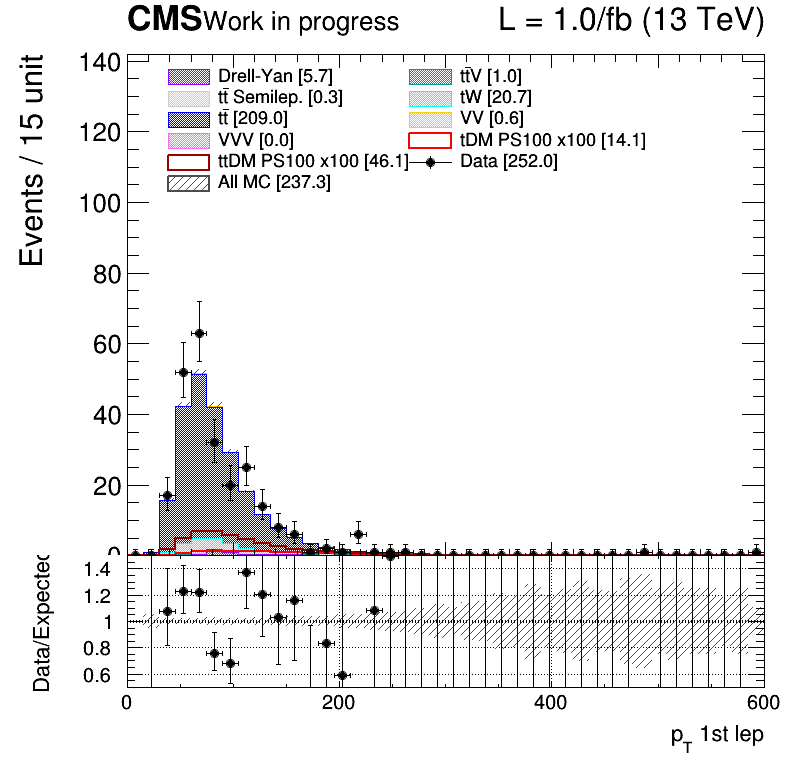 CMS Work in progress L = 1.0/fb (13 TeV)
Events / 15 unit
140
120
100
80
60
40
20
0
Drell-Yan [5.7]
tt̄ Semilep. [0.3]
tt̄ [209.0]
VVV [0.0]
ttDM PS100 x100 [46.1]
All MC [237.3]
tt̄V [1.0]
tW [20.7]
VV [0.6]
tDM PS100 x100 [14.1]
Data [252.0]
Data/Expected
1.4
1.2
1
0.8
0.6
0 200 400 600
p_T 1st lep